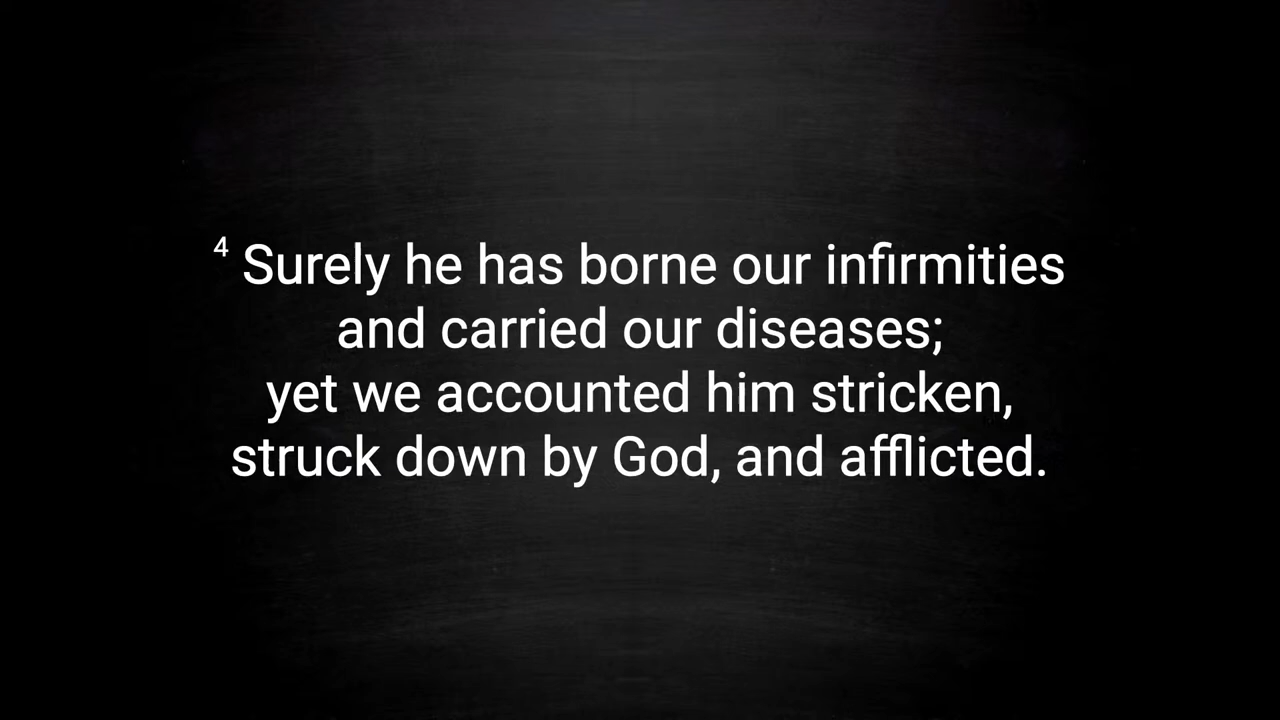 4 Surely he has borne our infirmities
and carried our diseases;
yet we accounted him stricken,
struck down by God, and afflicted.